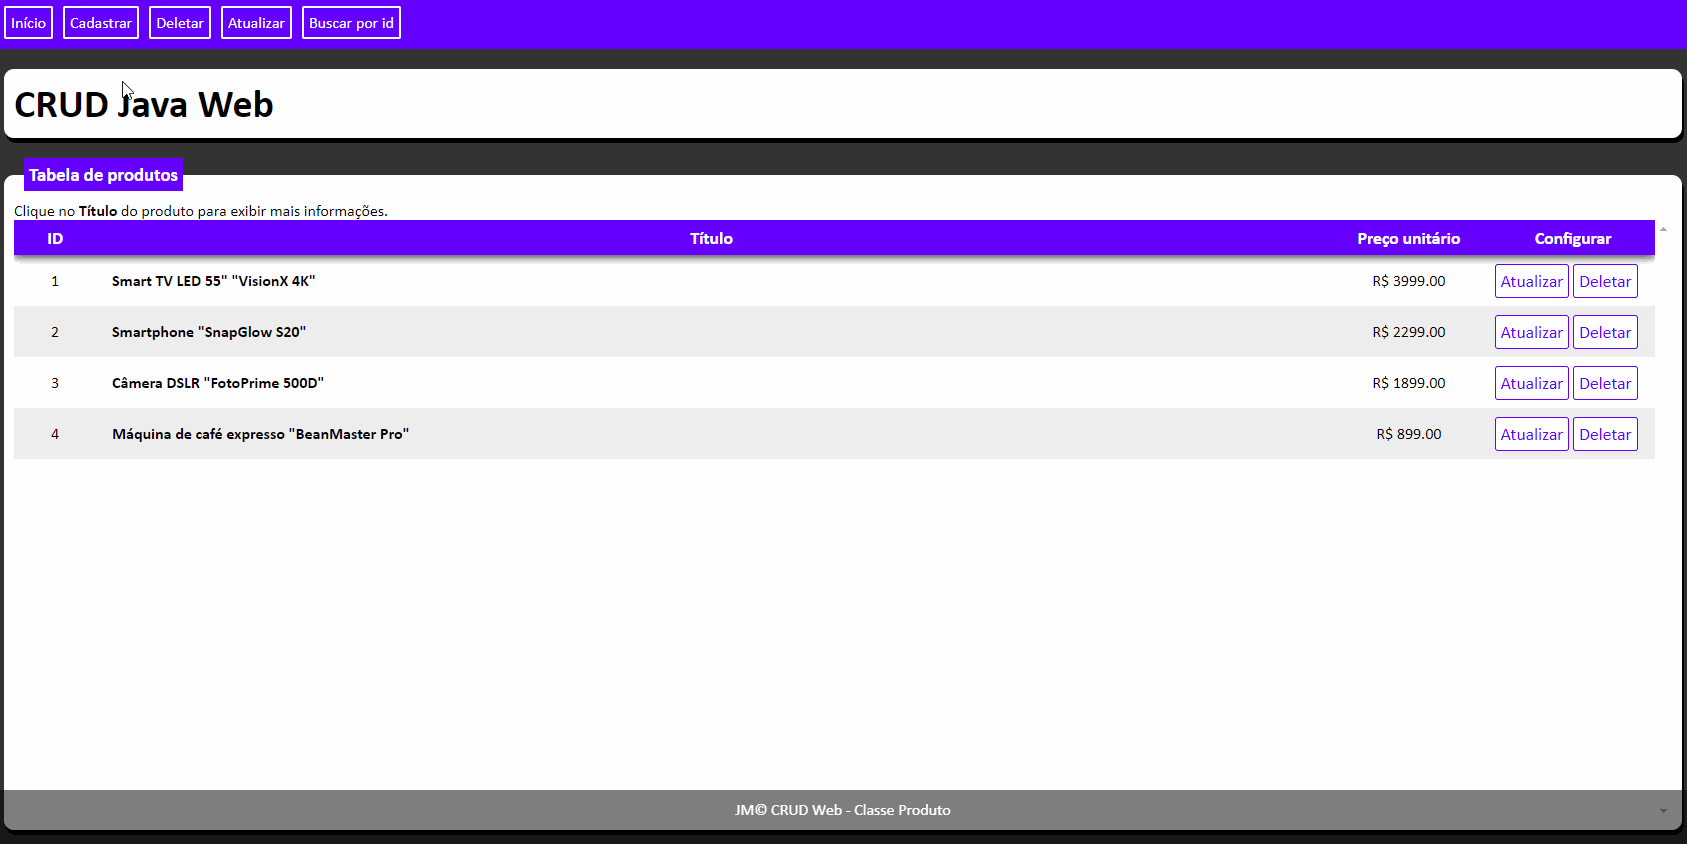 Início Cadastrar Deletar Atualizar Buscar por id
CRUD Java Web
Tabela de produtos
Clique no Título do produto para exibir mais informações.
ID Título Preço unitário Configurar
1 Smart TV LED 55" "VisionX 4K" R$ 3999.00 Atualizar Deletar
2 Smartphone "SnapGlow S20" R$ 2299.00 Atualizar Deletar
3 Câmera DSLR "FotoPrime 500D" R$ 1899.00 Atualizar Deletar
4 Máquina de café expresso "BeanMaster Pro" R$ 899.00 Atualizar Deletar
JM© CRUD Web - Classe Produto